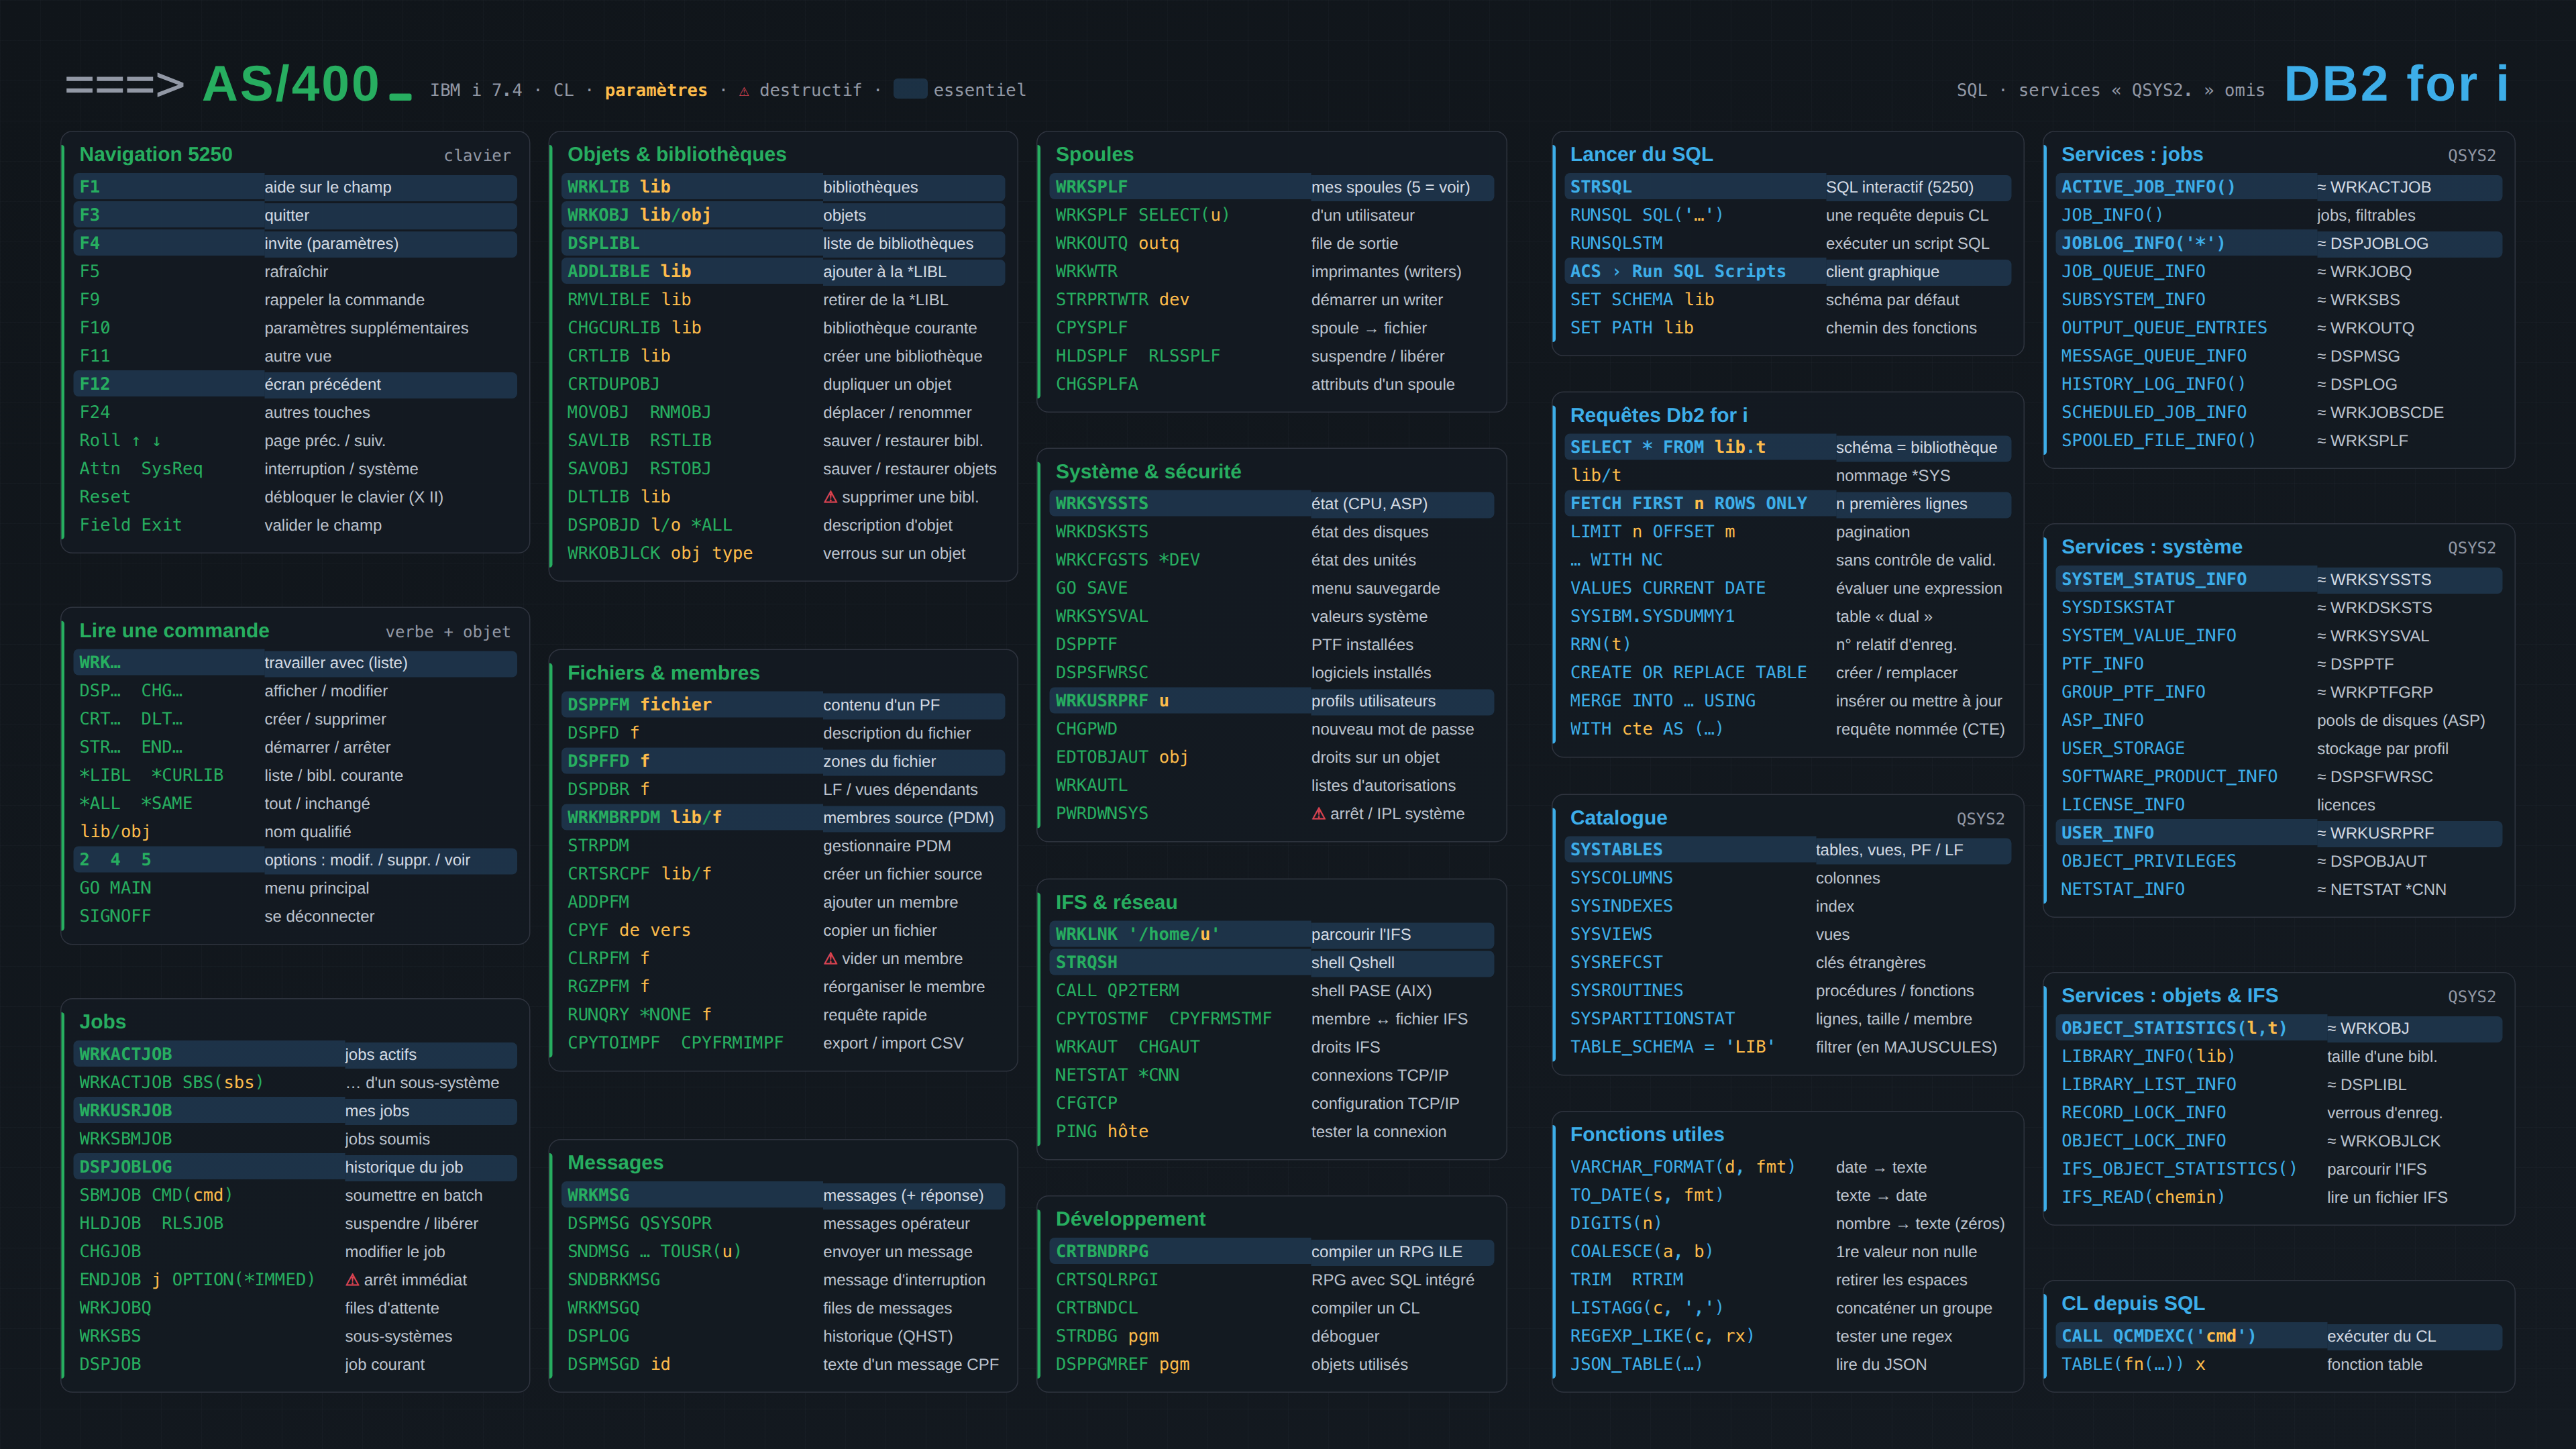 ===> AS/400_ IBM i 7.4 · CL · paramètres · ⚠ destructif · essentiel
SQL · services « QSYS2. » omis DB2 for i
Navigation 5250 clavier
F1 aide sur le champ
F3 quitter
F4 invite (paramètres)
F5 rafraîchir
F9 rappeler la commande
F10 paramètres supplémentaires
F11 autre vue
F12 écran précédent
F24 autres touches
Roll ↑ ↓ page préc. / suiv.
Attn SysReq interruption / système
Reset débloquer le clavier (X II)
Field Exit valider le champ
Lire une commande verbe + objet
WRK… travailler avec (liste)
DSP… CHG… afficher / modifier
CRT… DLT… créer / supprimer
STR… END… démarrer / arrêter
*LIBL *CURLIB liste / bibl. courante
*ALL *SAME tout / inchangé
lib/obj nom qualifié
2 4 5 options : modif. / suppr. / voir
GO MAIN menu principal
SIGNOFF se déconnecter
Jobs
WRKACTJOB jobs actifs
WRKACTJOB SBS(sbs) … d'un sous-système
WRKUSRJOB mes jobs
WRKSBMJOB jobs soumis
DSPJOBLOG historique du job
SBMJOB CMD(cmd) soumettre en batch
HLDJOB RLSJOB suspendre / libérer
CHGJOB modifier le job
ENDJOB j OPTION(*IMMED) ⚠ arrêt immédiat
WRKJOBQ files d'attente
WRKSBS sous-systèmes
DSPJOB job courant
Objets & bibliothèques
WRKLIB lib bibliothèques
WRKOBJ lib/obj objets
DSPLIBL liste de bibliothèques
ADDLIBLE lib ajouter à la *LIBL
RMVLIBLE lib retirer de la *LIBL
CHGCURLIB lib bibliothèque courante
CRTLIB lib créer une bibliothèque
CRTDUPOBJ dupliquer un objet
MOVOBJ RNMOBJ déplacer / renommer
SAVLIB RSTLIB sauver / restaurer bibl.
SAVOBJ RSTOBJ sauver / restaurer objets
DLTLIB lib ⚠ supprimer une bibl.
DSPOBJD l/o *ALL description d'objet
WRKOBJLCK obj type verrous sur un objet
Fichiers & membres
DSPPFM fichier contenu d'un PF
DSPFD f description du fichier
DSPFFD f zones du fichier
DSPDBR f LF / vues dépendants
WRKMBRPDM lib/f membres source (PDM)
STRPDM gestionnaire PDM
CRTSRCPF lib/f créer un fichier source
ADDPFM ajouter un membre
CPYF de vers copier un fichier
CLRPFM f ⚠ vider un membre
RGZPFM f réorganiser le membre
RUNQRY *NONE f requête rapide
CPYTOIMPF CPYFRMIMPF export / import CSV
Messages
WRKMSG messages (+ réponse)
DSPMSG QSYSOPR messages opérateur
SNDMSG … TOUSR(u) envoyer un message
SNDBRKMSG message d'interruption
WRKMSGQ files de messages
DSPLOG historique (QHST)
DSPMSGD id texte d'un message CPF
Spoules
WRKSPLF mes spoules (5 = voir)
WRKSPLF SELECT(u) d'un utilisateur
WRKOUTQ outq file de sortie
WRKWTR imprimantes (writers)
STRPRTWTR dev démarrer un writer
CPYSPLF spoule → fichier
HLDSPLF RLSSPLF suspendre / libérer
CHGSPLFA attributs d'un spoule
Système & sécurité
WRKSYSSTS état (CPU, ASP)
WRKDSKSTS état des disques
WRKCFGSTS *DEV état des unités
GO SAVE menu sauvegarde
WRKSYSVAL valeurs système
DSPPTF PTF installées
DSPSFWRSC logiciels installés
WRKUSRPRF u profils utilisateurs
CHGPWD nouveau mot de passe
EDTOBJAUT obj droits sur un objet
WRKAUTL listes d'autorisations
PWRDWNSYS ⚠ arrêt / IPL système
IFS & réseau
WRKLNK '/home/u' parcourir l'IFS
STRQSH shell Qshell
CALL QP2TERM shell PASE (AIX)
CPYTOSTMF CPYFRMSTMF membre ↔ fichier IFS
WRKAUT CHGAUT droits IFS
NETSTAT *CNN connexions TCP/IP
CFGTCP configuration TCP/IP
PING hôte tester la connexion
Développement
CRTBNDRPG compiler un RPG ILE
CRTSQLRPGI RPG avec SQL intégré
CRTBNDCL compiler un CL
STRDBG pgm déboguer
DSPPGMREF pgm objets utilisés
Lancer du SQL
STRSQL SQL interactif (5250)
RUNSQL SQL('…') une requête depuis CL
RUNSQLSTM exécuter un script SQL
ACS › Run SQL Scripts client graphique
SET SCHEMA lib schéma par défaut
SET PATH lib chemin des fonctions
Requêtes Db2 for i
SELECT * FROM lib.t schéma = bibliothèque
lib/t nommage *SYS
FETCH FIRST n ROWS ONLY n premières lignes
LIMIT n OFFSET m pagination
… WITH NC sans contrôle de valid.
VALUES CURRENT DATE évaluer une expression
SYSIBM.SYSDUMMY1 table « dual »
RRN(t) n° relatif d'enreg.
CREATE OR REPLACE TABLE créer / remplacer
MERGE INTO … USING insérer ou mettre à jour
WITH cte AS (…) requête nommée (CTE)
Catalogue QSYS2
SYSTABLES tables, vues, PF / LF
SYSCOLUMNS colonnes
SYSINDEXES index
SYSVIEWS vues
SYSREFCST clés étrangères
SYSROUTINES procédures / fonctions
SYSPARTITIONSTAT lignes, taille / membre
TABLE_SCHEMA = 'LIB' filtrer (en MAJUSCULES)
Fonctions utiles
VARCHAR_FORMAT(d, fmt) date → texte
TO_DATE(s, fmt) texte → date
DIGITS(n) nombre → texte (zéros)
COALESCE(a, b) 1re valeur non nulle
TRIM RTRIM retirer les espaces
LISTAGG(c, ',') concaténer un groupe
REGEXP_LIKE(c, rx) tester une regex
JSON_TABLE(…) lire du JSON
Services : jobs QSYS2
ACTIVE_JOB_INFO() ≈ WRKACTJOB
JOB_INFO() jobs, filtrables
JOBLOG_INFO('*') ≈ DSPJOBLOG
JOB_QUEUE_INFO ≈ WRKJOBQ
SUBSYSTEM_INFO ≈ WRKSBS
OUTPUT_QUEUE_ENTRIES ≈ WRKOUTQ
MESSAGE_QUEUE_INFO ≈ DSPMSG
HISTORY_LOG_INFO() ≈ DSPLOG
SCHEDULED_JOB_INFO ≈ WRKJOBSCDE
SPOOLED_FILE_INFO() ≈ WRKSPLF
Services : système QSYS2
SYSTEM_STATUS_INFO ≈ WRKSYSSTS
SYSDISKSTAT ≈ WRKDSKSTS
SYSTEM_VALUE_INFO ≈ WRKSYSVAL
PTF_INFO ≈ DSPPTF
GROUP_PTF_INFO ≈ WRKPTFGRP
ASP_INFO pools de disques (ASP)
USER_STORAGE stockage par profil
SOFTWARE_PRODUCT_INFO ≈ DSPSFWRSC
LICENSE_INFO licences
USER_INFO ≈ WRKUSRPRF
OBJECT_PRIVILEGES ≈ DSPOBJAUT
NETSTAT_INFO ≈ NETSTAT *CNN
Services : objets & IFS QSYS2
OBJECT_STATISTICS(l,t) ≈ WRKOBJ
LIBRARY_INFO(lib) taille d'une bibl.
LIBRARY_LIST_INFO ≈ DSPLIBL
RECORD_LOCK_INFO verrous d'enreg.
OBJECT_LOCK_INFO ≈ WRKOBJLCK
IFS_OBJECT_STATISTICS() parcourir l'IFS
IFS_READ(chemin) lire un fichier IFS
CL depuis SQL
CALL QCMDEXC('cmd') exécuter du CL
TABLE(fn(…)) x fonction table